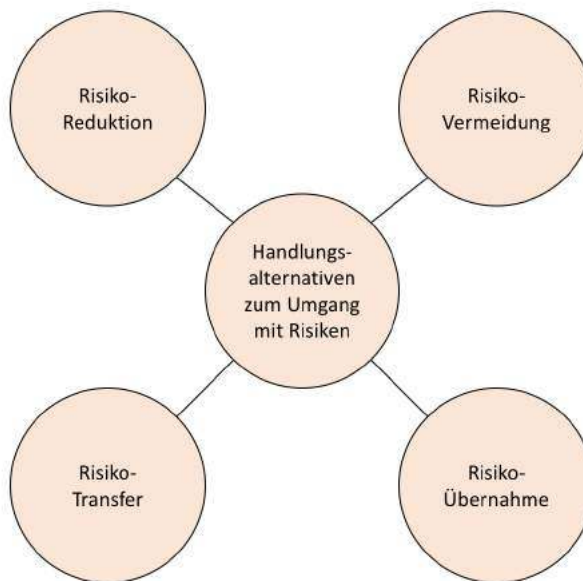 Risiko-
Reduktion
Risiko-
Vermeidung
Handlungs-
alternativen
zum Umgang
mit Risiken
Risiko-
Transfer
Risiko-
Übernahme